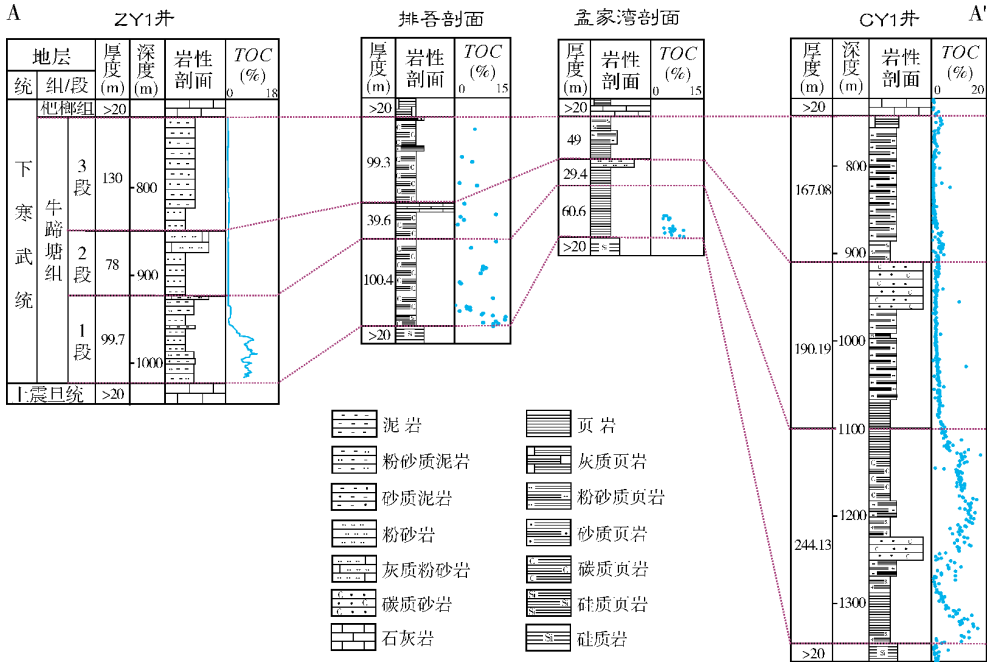 A A'
ZY1井 排吾剖面 孟家湾剖面 CY1井
地层 厚度(m) 深度(m) 岩性剖面 TOC(%)
统 组/段 0 18
杷榔组 >20
下寒武统 牛蹄塘组
3段 130 800
2段 78 900
1段 99.7 1000
上震旦统 >20
厚度(m) 岩性剖面 TOC(%)
0 15
>20
99.3
39.6
100.4
>20
厚度(m) 岩性剖面 TOC(%)
0 15
>20
49
29.4
60.6
>20
Si
厚度(m) 深度(m) 岩性剖面 TOC(%)
0 20
>20
800
167.08
900
190.19 1000
1100
1200
244.13
1300
>20
Si
泥岩 页岩
粉砂质泥岩 灰质页岩
砂质泥岩 粉砂质页岩
粉砂岩 砂质页岩
灰质粉砂岩 碳质页岩
碳质砂岩 硅质页岩
石灰岩 Si 硅质岩